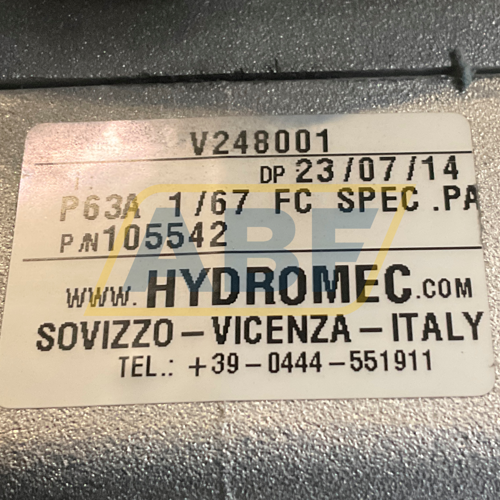 V248001
DP 23/07/14
P63A 1/67 FC SPEC.PA
P/N105542
www.HYDROMEC.com
SOVIZZO-VICENZA-ITALY
TEL.: +39-0444-551911
ABF